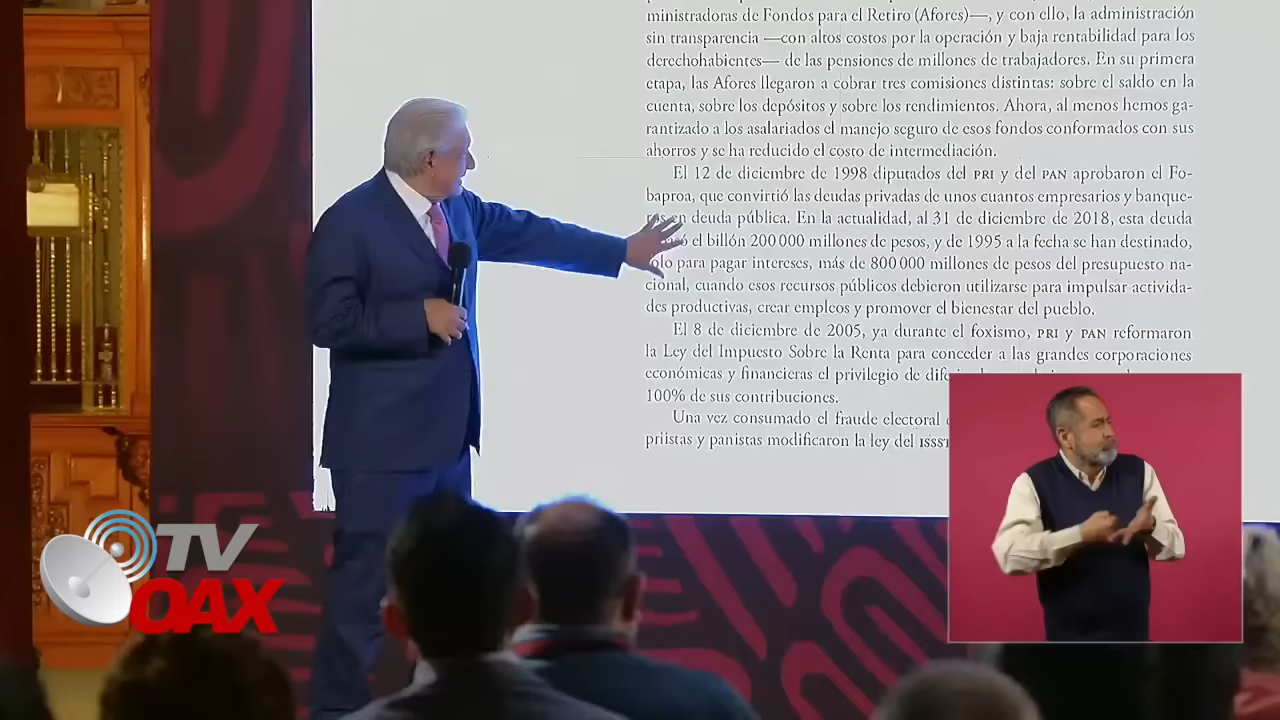 ministradoras de Fondos para el Retiro (Afores)—, y con ello, la administración
sin transparencia —con altos costos por la operación y baja rentabilidad para los
derechohabientes— de las pensiones de millones de trabajadores. En su primera
etapa, las Afores llegaron a cobrar tres comisiones distintas: sobre el saldo en la
cuenta, sobre los depósitos y sobre los rendimientos. Ahora, al menos hemos ga-
rantizado a los asalariados el manejo seguro de esos fondos conformados con sus
ahorros y se ha reducido el costo de intermediación.
El 12 de diciembre de 1998 diputados del PRI y del PAN aprobaron el Fo-
baproa, que convirtió las deudas privadas de unos cuantos empresarios y banque-
en deuda pública. En la actualidad, al 31 de diciembre de 2018, esta deuda
el billón 200 000 millones de pesos, y de 1995 a la fecha se han destinado,
sólo para pagar intereses, más de 800 000 millones de pesos del presupuesto na-
cional, cuando esos recursos públicos debieron utilizarse para impulsar activida-
des productivas, crear empleos y promover el bienestar del pueblo.
El 8 de diciembre de 2005, ya durante el foxismo, PRI y PAN reformaron
la Ley del Impuesto Sobre la Renta para conceder a las grandes corporaciones
económicas y financieras el privilegio de
100% de sus contribuciones.
Una vez consumado el fraude electoral
priistas y panistas modificaron la ley del
TV
OAX